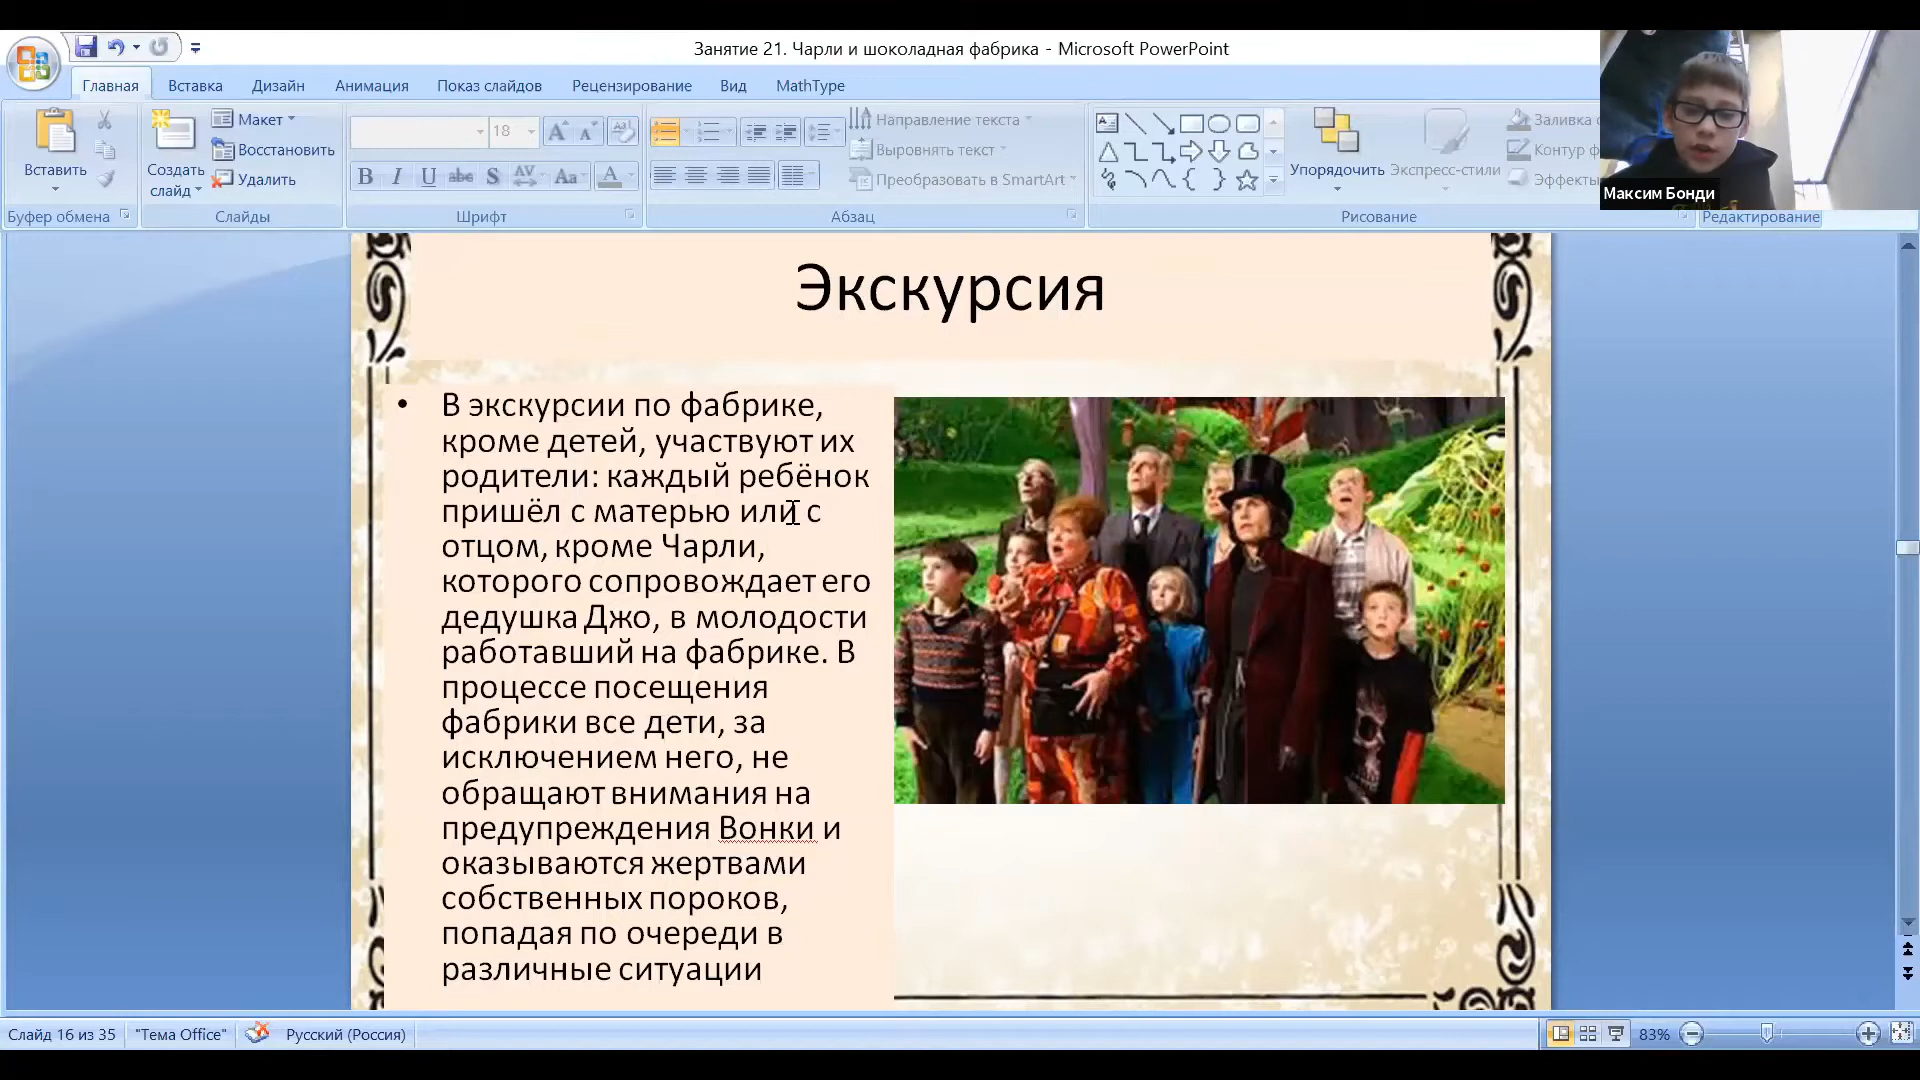 Занятие 21. Чарли и шоколадная фабрика - Microsoft PowerPoint
Главная Вставка Дизайн Анимация Показ слайдов Рецензирование Вид MathType
Вставить
Буфер обмена
Создать слайд
Макет
Восстановить
Удалить
Слайды
18
Шрифт
Направление текста
Выровнять текст
Преобразовать в SmartArt
Абзац
Упорядочить
Экспресс-стили
Заливка
Контур
Эффекты
Рисование
Редактирование
Максим Бонди
Экскурсия
• В экскурсии по фабрике,
кроме детей, участвуют их
родители: каждый ребёнок
пришёл с матерью или с
отцом, кроме Чарли,
которого сопровождает его
дедушка Джо, в молодости
работавший на фабрике. В
процессе посещения
фабрики все дети, за
исключением него, не
обращают внимания на
предупреждения Вонки и
оказываются жертвами
собственных пороков,
попадая по очереди в
различные ситуации
Слайд 16 из 35 "Тема Office" Русский (Россия) 83%